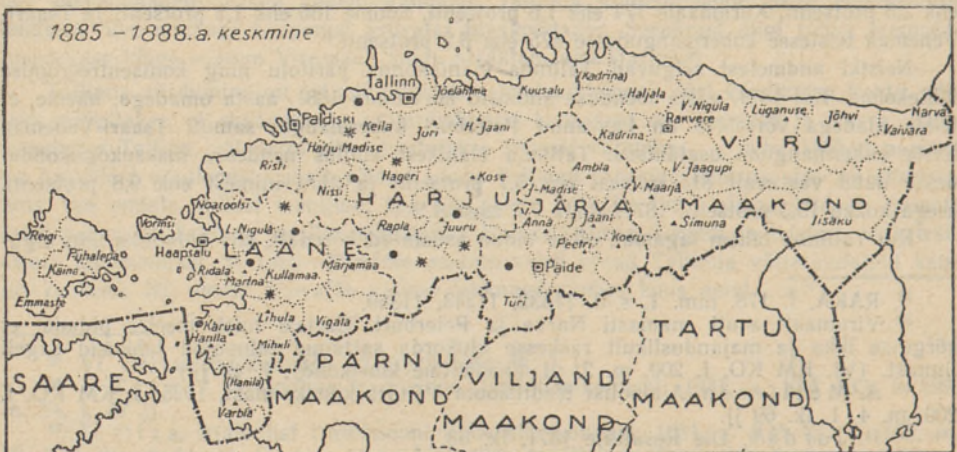 1885 – 1888. a. keskmine
Tallinn
Paldiski
Keila
Harju-Madise
Risti
Nissi
Hageri
Jüri
H.-Jaani
Jõelähtme
Kuusalu
(Kadrina)
Haljala
Kadrina
Rakvere
V-Nigula
Lüganuse
Jõhvi
Narva
Vaivara
VIRU
MAAKOND
V-Jaagupi
V-Maarja
Simuna
Iisaku
Kose
HARJU
JÄRVA
J-Madise
Ambla
Anna
J-Jaani
Peetri
Koeru
Paide
Türi
Juuru
Rapla
Noarootsi
Vormsi
Haapsalu
L-Nigula
LÄÄNE
Ridala
Martna
Kullamaa
Märjamaa
Lihula
Vigala
Karuse
Hanila
Mihkli
(Hanila)
Varbla
Reigi
Pühalepa
Käina
Emmaste
SAARE
PÄRNU
MAAKOND
VILJANDI
MAAKOND
TARTU
MAAKOND